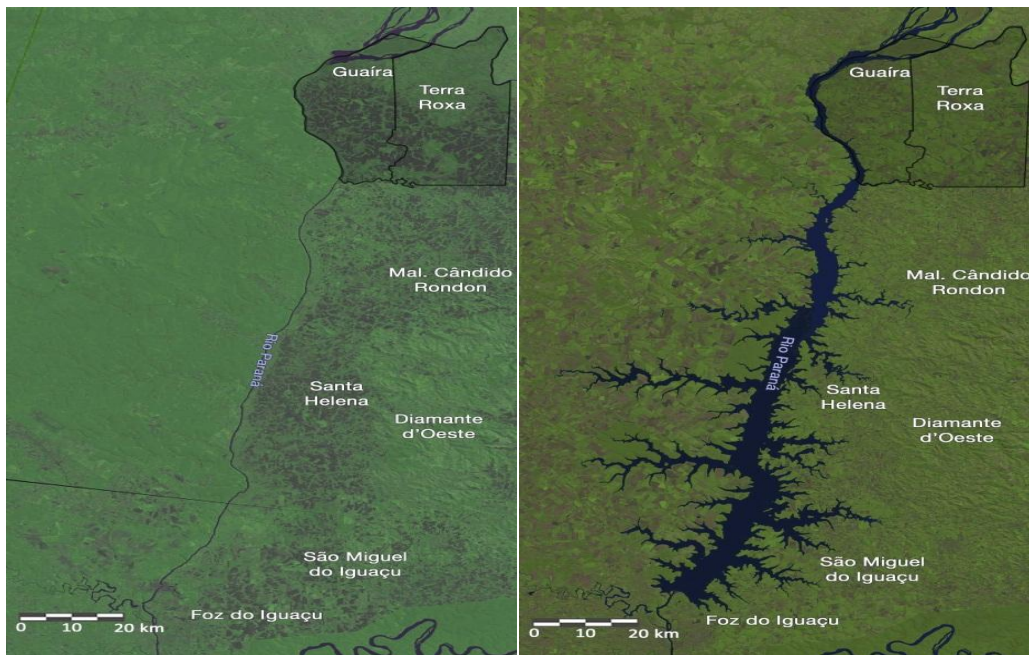 Guaíra
Terra
Roxa
Mal. Cândido
Rondon
Rio Paraná
Santa
Helena
Diamante
d'Oeste
São Miguel
do Iguaçu
Foz do Iguaçu
0 10 20 km
Guaíra
Terra
Roxa
Mal. Cândido
Rondon
Rio Paraná
Santa
Helena
Diamante
d'Oeste
São Miguel
do Iguaçu
Foz do Iguaçu
0 10 20 km